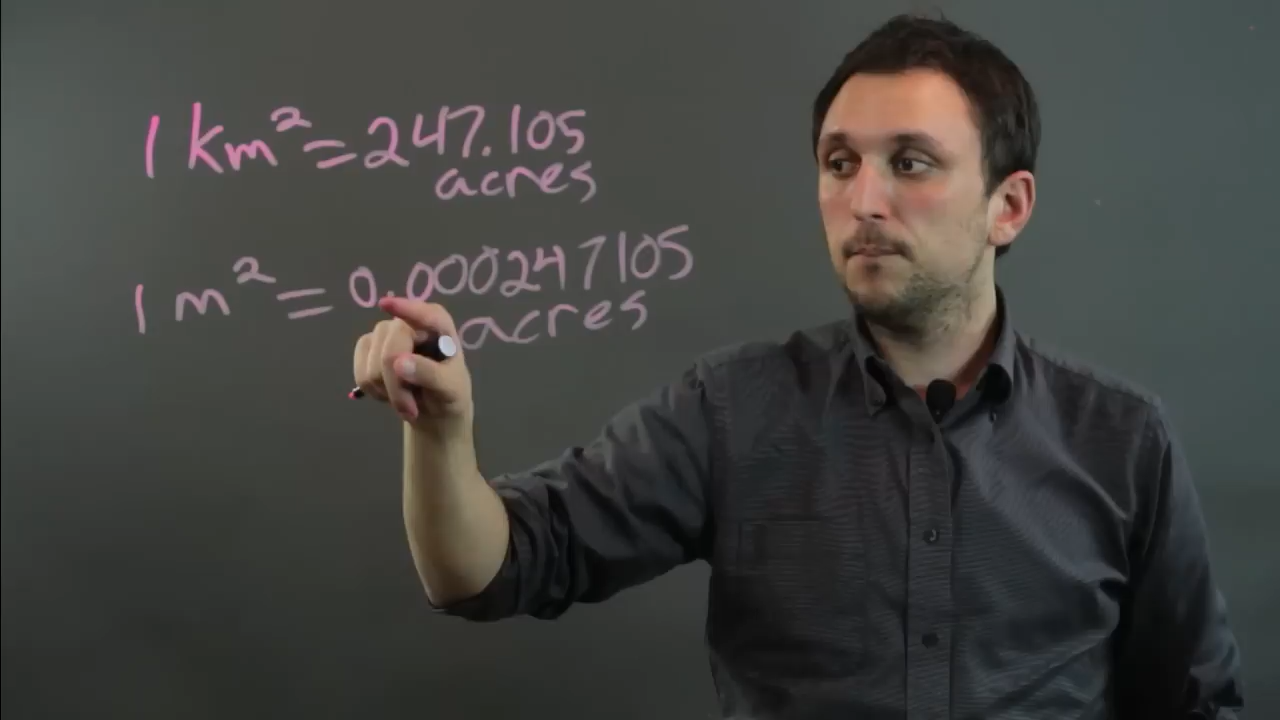 1 km² = 247.105
acres
1 m² = 0.000247105
acres